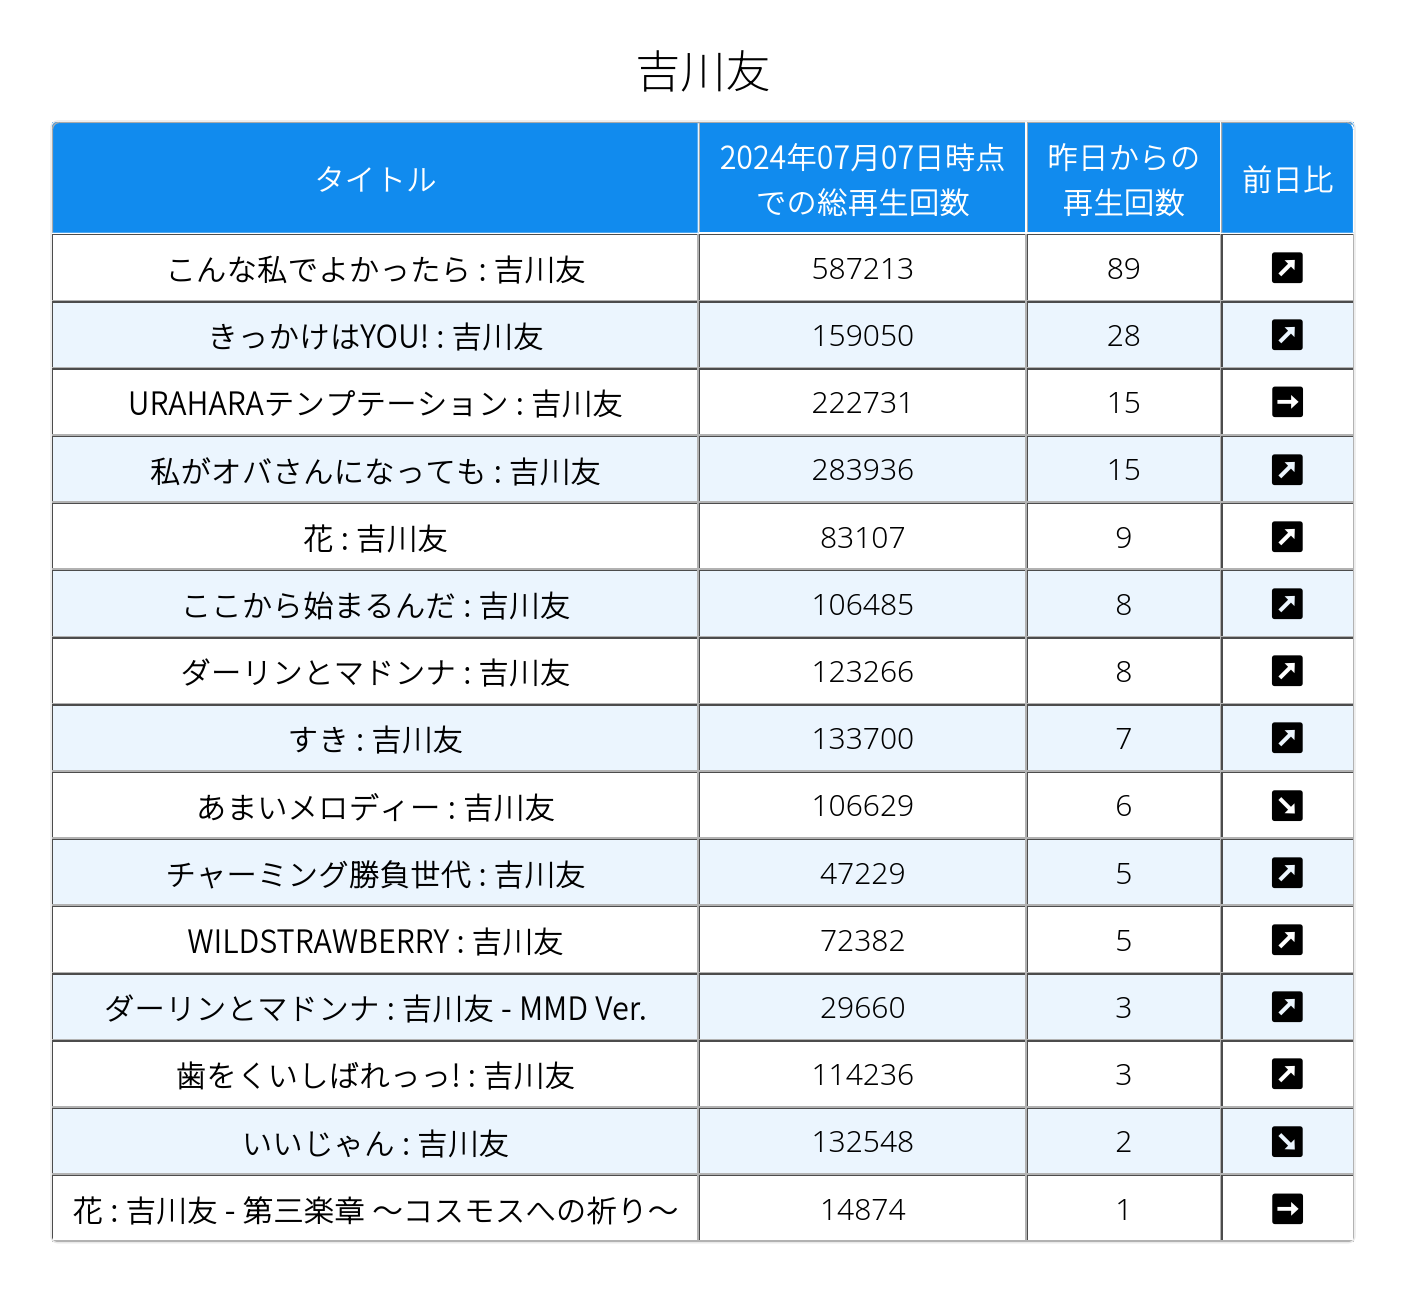 吉川友
タイトル
2024年07月07日時点
での総再生回数
昨日からの
再生回数
前日比
こんな私でよかったら : 吉川友 587213 89
きっかけはYOU! : 吉川友 159050 28
URAHARAテンプテーション : 吉川友 222731 15
私がオバさんになっても : 吉川友 283936 15
花 : 吉川友 83107 9
ここから始まるんだ : 吉川友 106485 8
ダーリンとマドンナ : 吉川友 123266 8
すき : 吉川友 133700 7
あまいメロディー : 吉川友 106629 6
チャーミング勝負世代 : 吉川友 47229 5
WILDSTRAWBERRY : 吉川友 72382 5
ダーリンとマドンナ : 吉川友 - MMD Ver. 29660 3
歯をくいしばれっっ! : 吉川友 114236 3
いいじゃん : 吉川友 132548 2
花 : 吉川友 - 第三楽章 ～コスモスへの祈り～ 14874 1